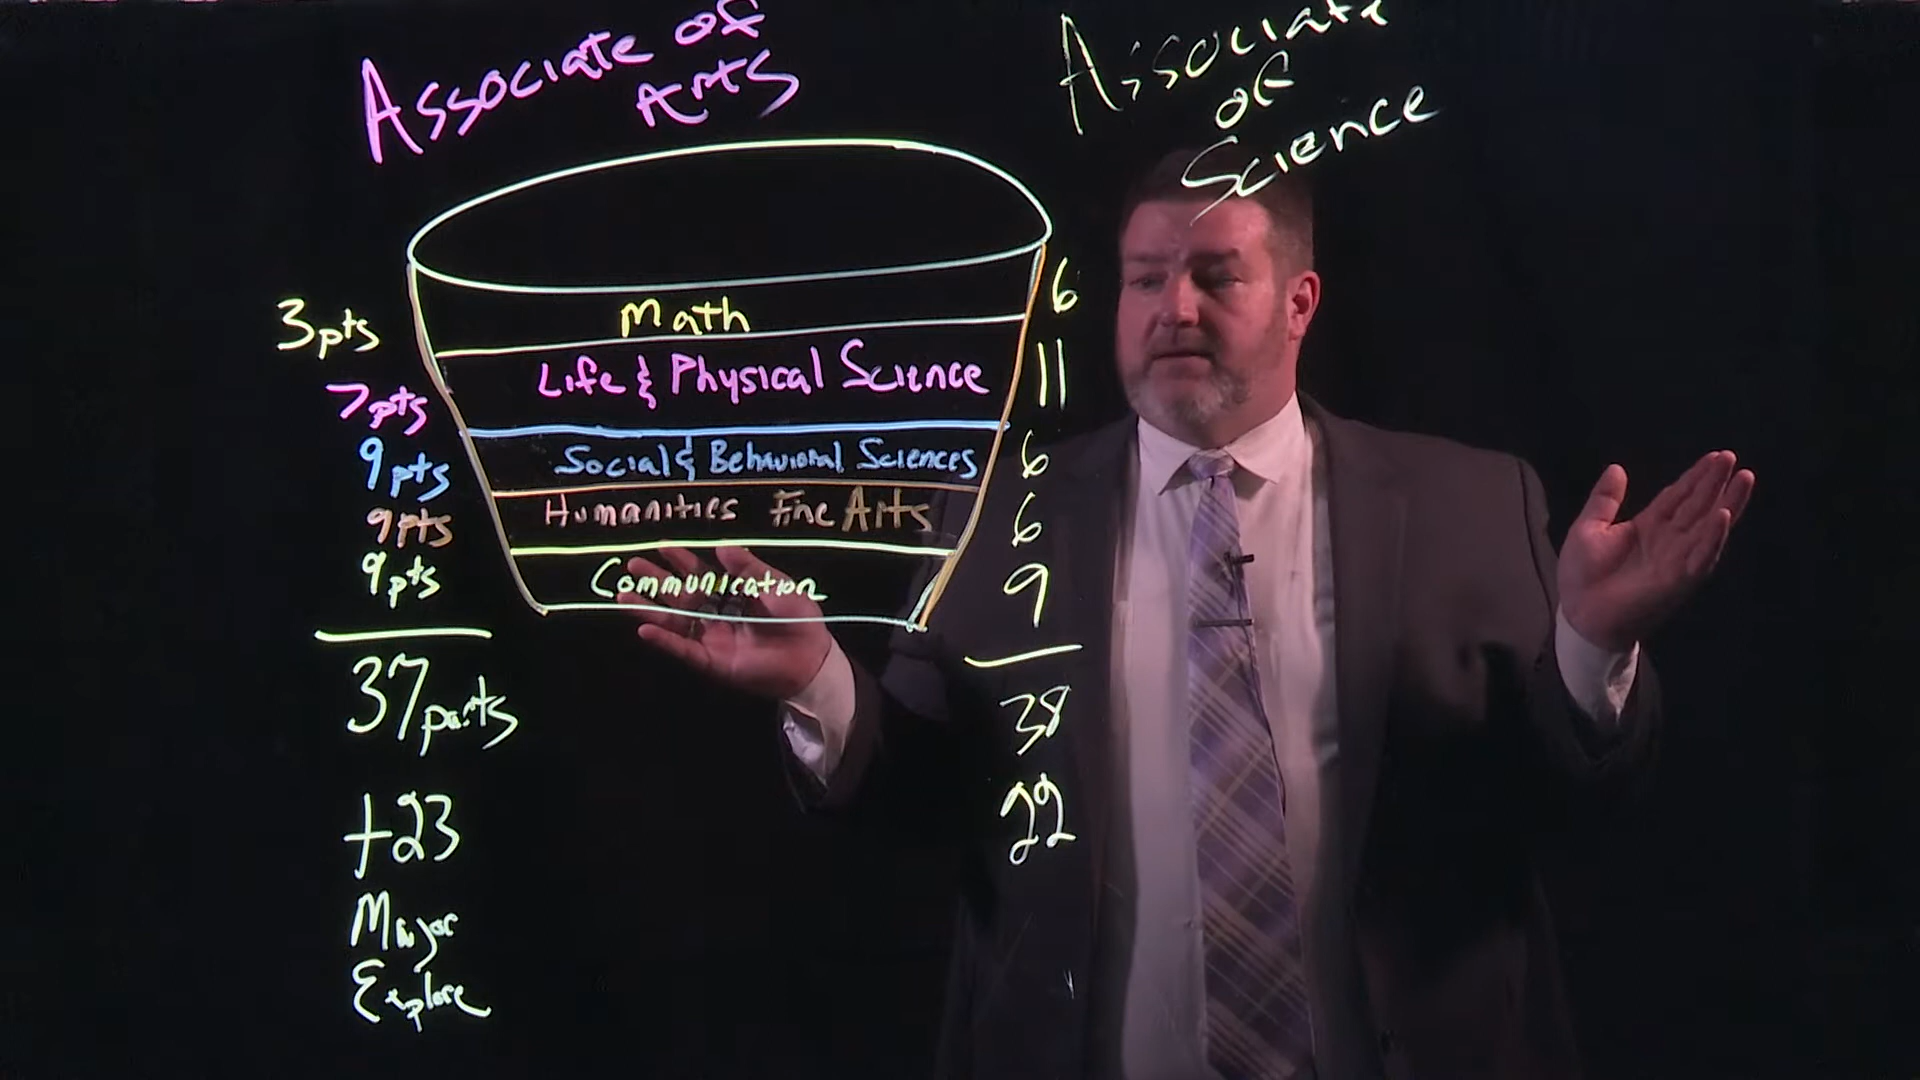 Associate of
Arts
Associate
of
Science
3pts Math 6
7pts Life & Physical Science 11
9pts Social & Behavioral Sciences 6
9pts Humanities Fine Arts 6
9pts Communication 9
37 parts 38
+23 22
Major
Explore